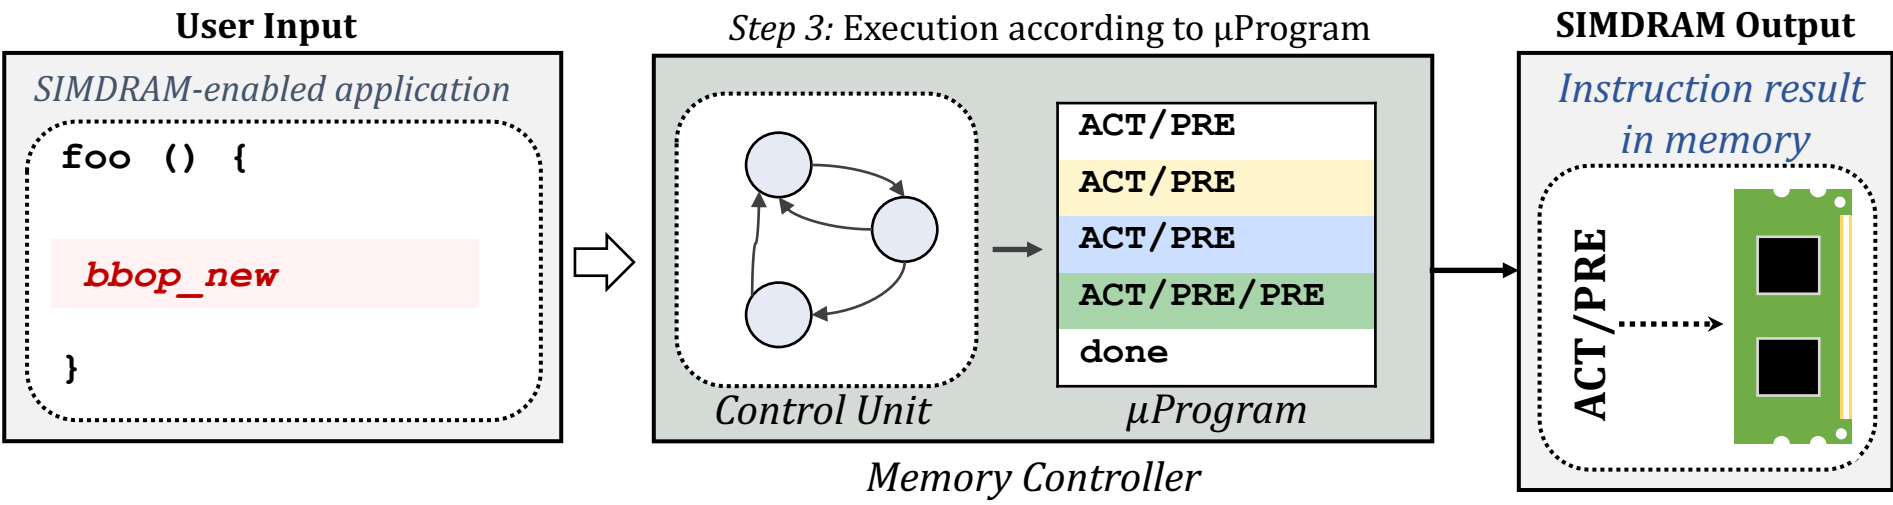 User Input
SIMDRAM-enabled application
foo () {
bbop_new
}
Step 3: Execution according to µProgram
ACT/PRE
ACT/PRE
ACT/PRE
ACT/PRE/PRE
done
Control Unit
µProgram
Memory Controller
SIMDRAM Output
Instruction result
in memory
ACT/PRE